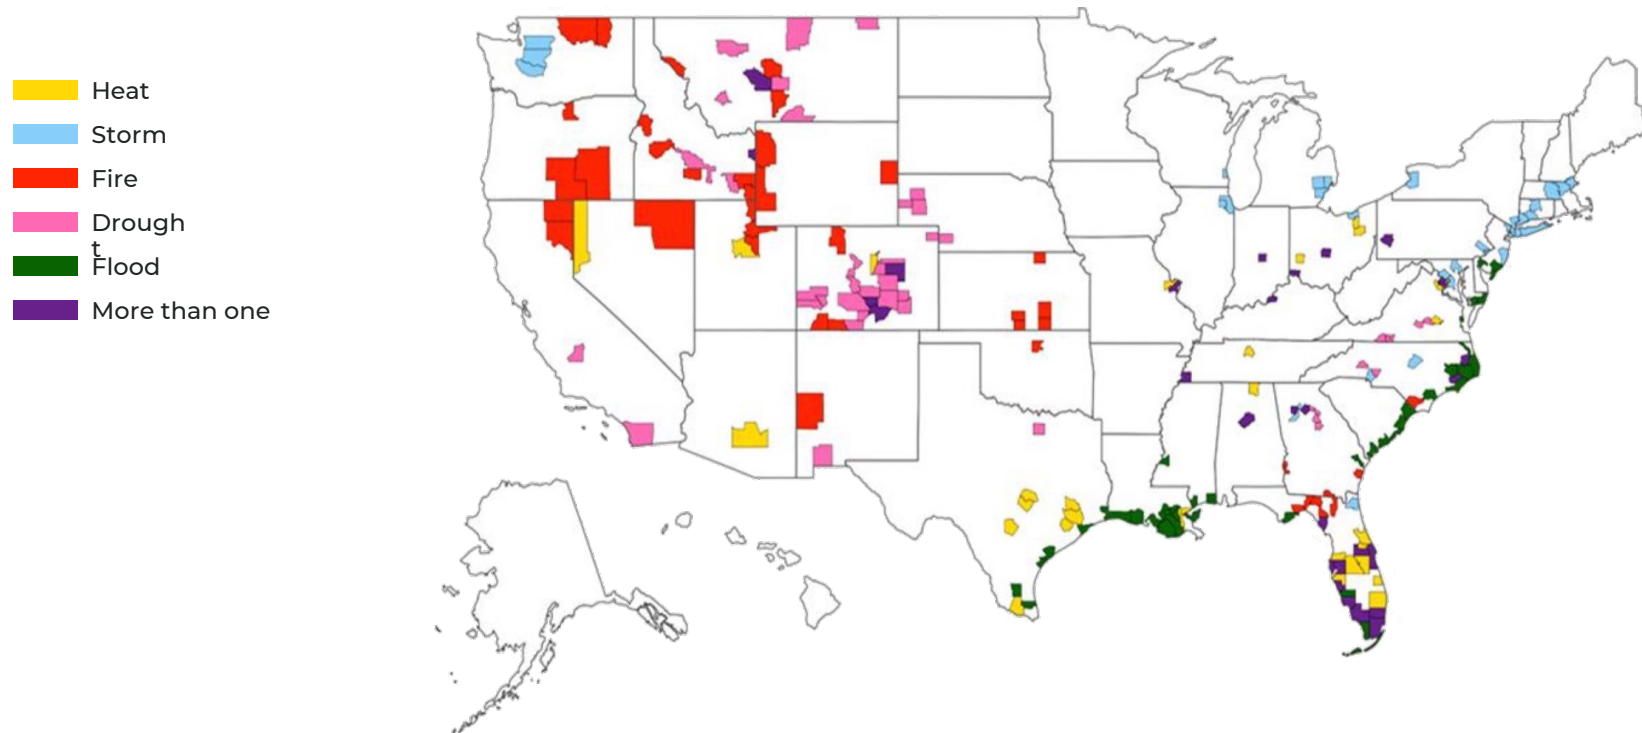 Heat
Storm
Fire
Drough
t
Flood
More than one